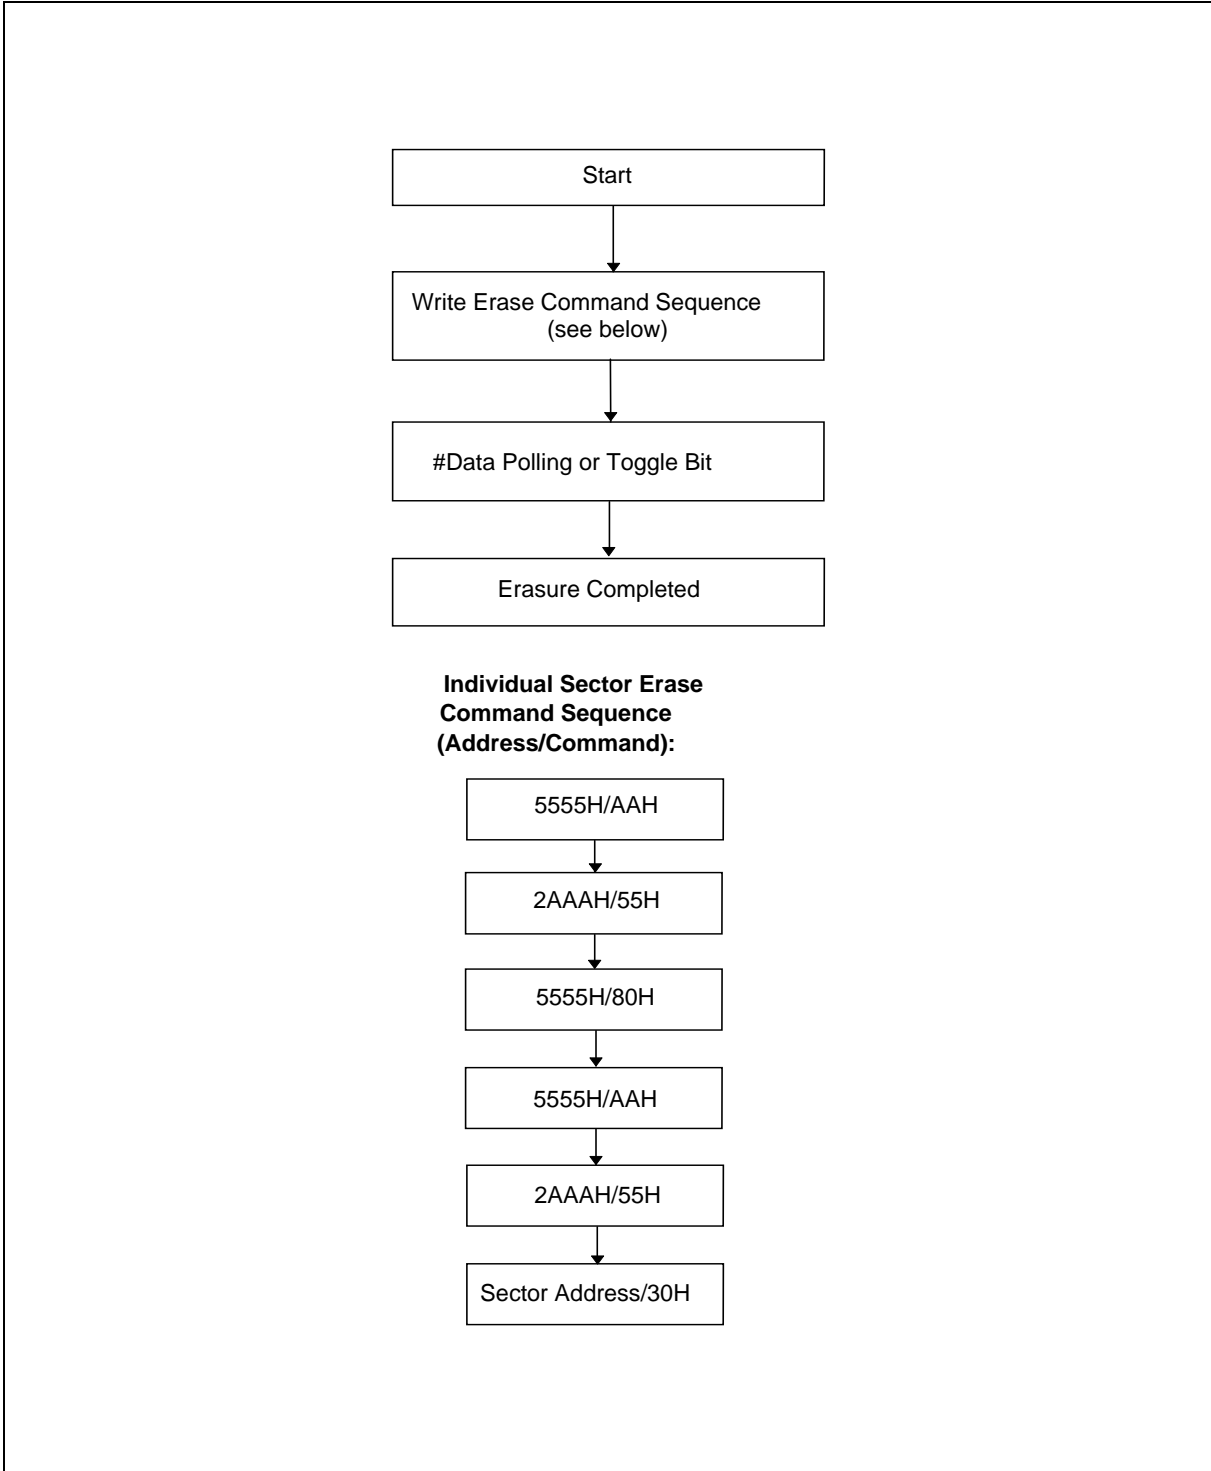 Start
Write Erase Command Sequence
(see below)
#Data Polling or Toggle Bit
Erasure Completed
Individual Sector Erase
Command Sequence
(Address/Command):
5555H/AAH
2AAAH/55H
5555H/80H
5555H/AAH
2AAAH/55H
Sector Address/30H